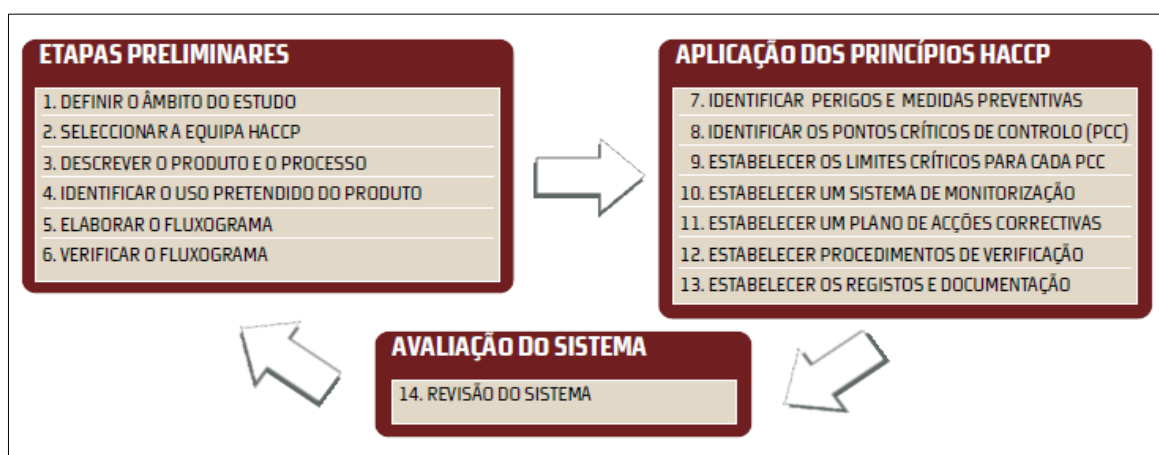 ETAPAS PRELIMINARES
1. DEFINIR O ÂMBITO DO ESTUDO
2. SELECCIONAR A EQUIPA HACCP
3. DESCREVER O PRODUTO E O PROCESSO
4. IDENTIFICAR O USO PRETENDIDO DO PRODUTO
5. ELABORAR O FLUXOGRAMA
6. VERIFICAR O FLUXOGRAMA
APLICAÇÃO DOS PRINCÍPIOS HACCP
7. IDENTIFICAR PERIGOS E MEDIDAS PREVENTIVAS
8. IDENTIFICAR OS PONTOS CRÍTICOS DE CONTROLO (PCC)
9. ESTABELECER OS LIMITES CRÍTICOS PARA CADA PCC
10. ESTABELECER UM SISTEMA DE MONITORIZAÇÃO
11. ESTABELECER UM PLANO DE ACÇÕES CORRECTIVAS
12. ESTABELECER PROCEDIMENTOS DE VERIFICAÇÃO
13. ESTABELECER OS REGISTOS E DOCUMENTAÇÃO
AVALIAÇÃO DO SISTEMA
14. REVISÃO DO SISTEMA